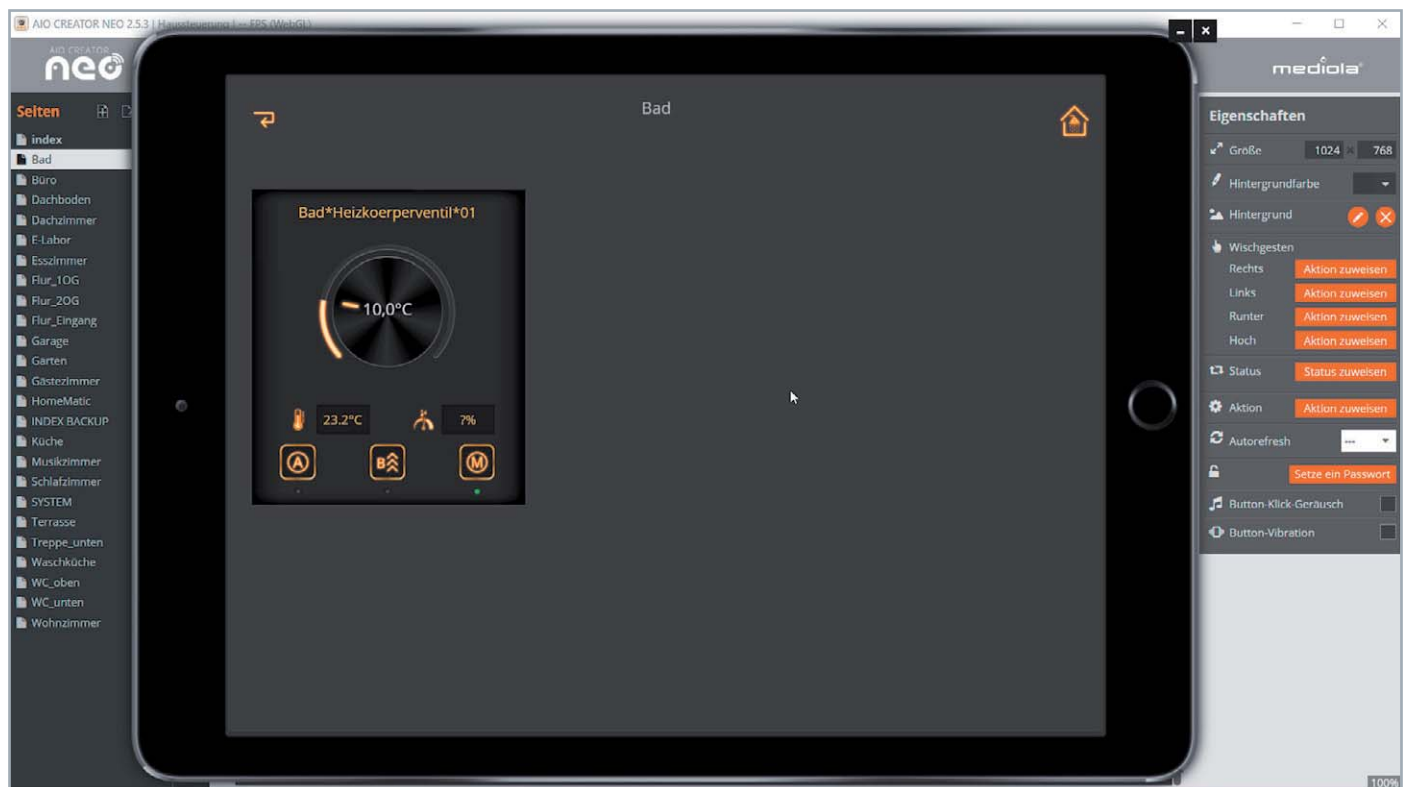 AIO CREATOR NEO 2.5.3 | Haussteuerung | -- FPS (WebGL)
AIO CREATOR
neo
mediola®
Seiten
index
Bad
Büro
Dachboden
Dachzimmer
E-Labor
Esszimmer
Flur_1OG
Flur_2OG
Flur_Eingang
Garage
Garten
Gästezimmer
HomeMatic
INDEX BACKUP
Küche
Musikzimmer
Schlafzimmer
SYSTEM
Terrasse
Treppe_unten
Waschküche
WC_oben
WC_unten
Wohnzimmer
Bad
Bad*Heizkoerperventil*01
10,0°C
23.2°C ?%
A B M
Eigenschaften
Größe 1024 × 768
Hintergrundfarbe
Hintergrund
Wischgesten
Rechts Aktion zuweisen
Links Aktion zuweisen
Runter Aktion zuweisen
Hoch Aktion zuweisen
Status Status zuweisen
Aktion Aktion zuweisen
Autorefresh ---
Setze ein Passwort
Button-Klick-Geräusch
Button-Vibration
100%